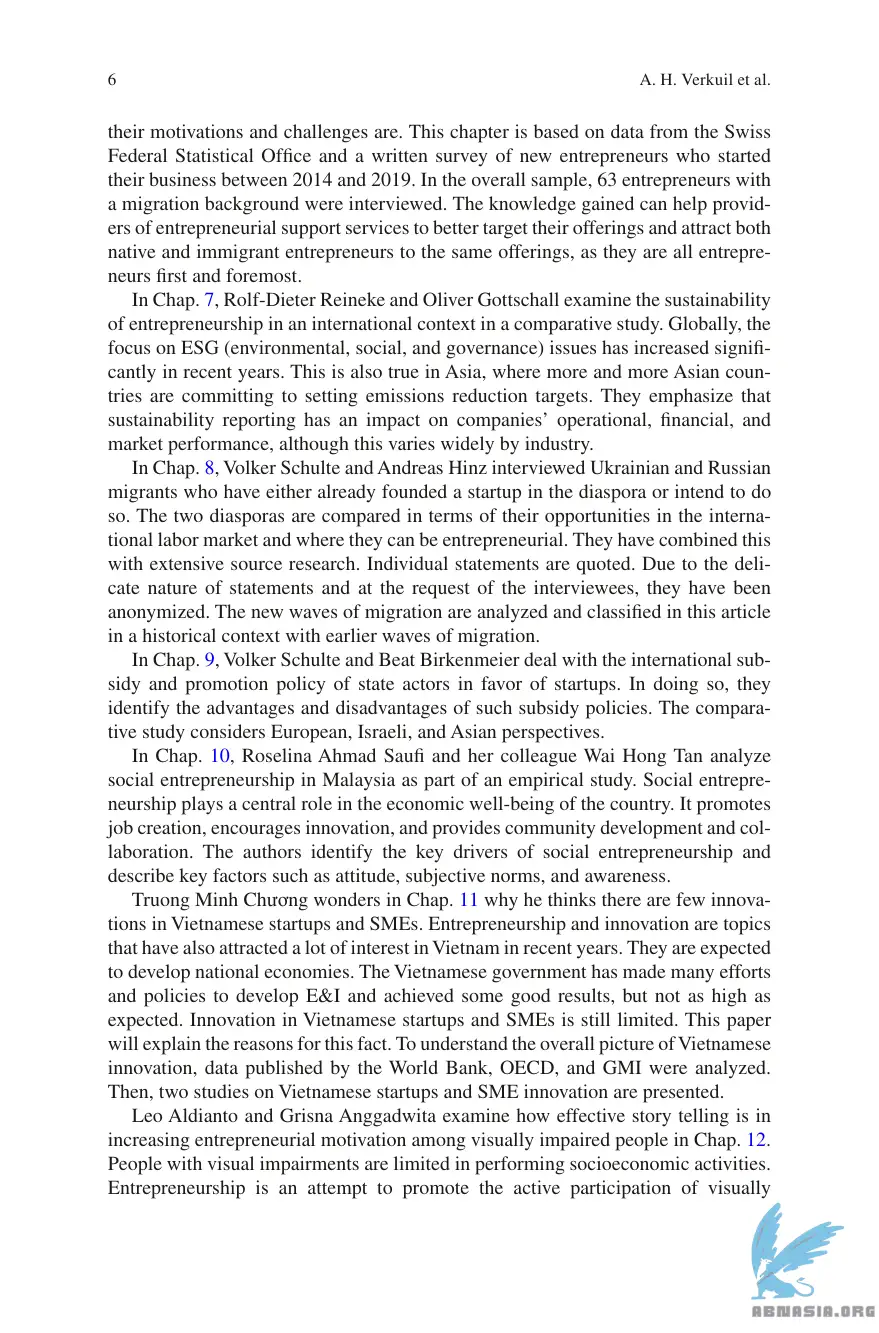 6 A. H. Verkuil et al.
their motivations and challenges are. This chapter is based on data from the Swiss
Federal Statistical Office and a written survey of new entrepreneurs who started
their business between 2014 and 2019. In the overall sample, 63 entrepreneurs with
a migration background were interviewed. The knowledge gained can help provid-
ers of entrepreneurial support services to better target their offerings and attract both
native and immigrant entrepreneurs to the same offerings, as they are all entrepre-
neurs first and foremost.
In Chap. 7, Rolf-Dieter Reineke and Oliver Gottschall examine the sustainability
of entrepreneurship in an international context in a comparative study. Globally, the
focus on ESG (environmental, social, and governance) issues has increased signifi-
cantly in recent years. This is also true in Asia, where more and more Asian coun-
tries are committing to setting emissions reduction targets. They emphasize that
sustainability reporting has an impact on companies’ operational, financial, and
market performance, although this varies widely by industry.
In Chap. 8, Volker Schulte and Andreas Hinz interviewed Ukrainian and Russian
migrants who have either already founded a startup in the diaspora or intend to do
so. The two diasporas are compared in terms of their opportunities in the interna-
tional labor market and where they can be entrepreneurial. They have combined this
with extensive source research. Individual statements are quoted. Due to the deli-
cate nature of statements and at the request of the interviewees, they have been
anonymized. The new waves of migration are analyzed and classified in this article
in a historical context with earlier waves of migration.
In Chap. 9, Volker Schulte and Beat Birkenmeier deal with the international sub-
sidy and promotion policy of state actors in favor of startups. In doing so, they
identify the advantages and disadvantages of such subsidy policies. The compara-
tive study considers European, Israeli, and Asian perspectives.
In Chap. 10, Roselina Ahmad Saufi and her colleague Wai Hong Tan analyze
social entrepreneurship in Malaysia as part of an empirical study. Social entrepre-
neurship plays a central role in the economic well-being of the country. It promotes
job creation, encourages innovation, and provides community development and col-
laboration. The authors identify the key drivers of social entrepreneurship and
describe key factors such as attitude, subjective norms, and awareness.
Truong Minh Chương wonders in Chap. 11 why he thinks there are few innova-
tions in Vietnamese startups and SMEs. Entrepreneurship and innovation are topics
that have also attracted a lot of interest in Vietnam in recent years. They are expected
to develop national economies. The Vietnamese government has made many efforts
and policies to develop E&I and achieved some good results, but not as high as
expected. Innovation in Vietnamese startups and SMEs is still limited. This paper
will explain the reasons for this fact. To understand the overall picture of Vietnamese
innovation, data published by the World Bank, OECD, and GMI were analyzed.
Then, two studies on Vietnamese startups and SME innovation are presented.
Leo Aldianto and Grisna Anggadwita examine how effective story telling is in
increasing entrepreneurial motivation among visually impaired people in Chap. 12.
People with visual impairments are limited in performing socioeconomic activities.
Entrepreneurship is an attempt to promote the active participation of visually
ABNASIA.ORG